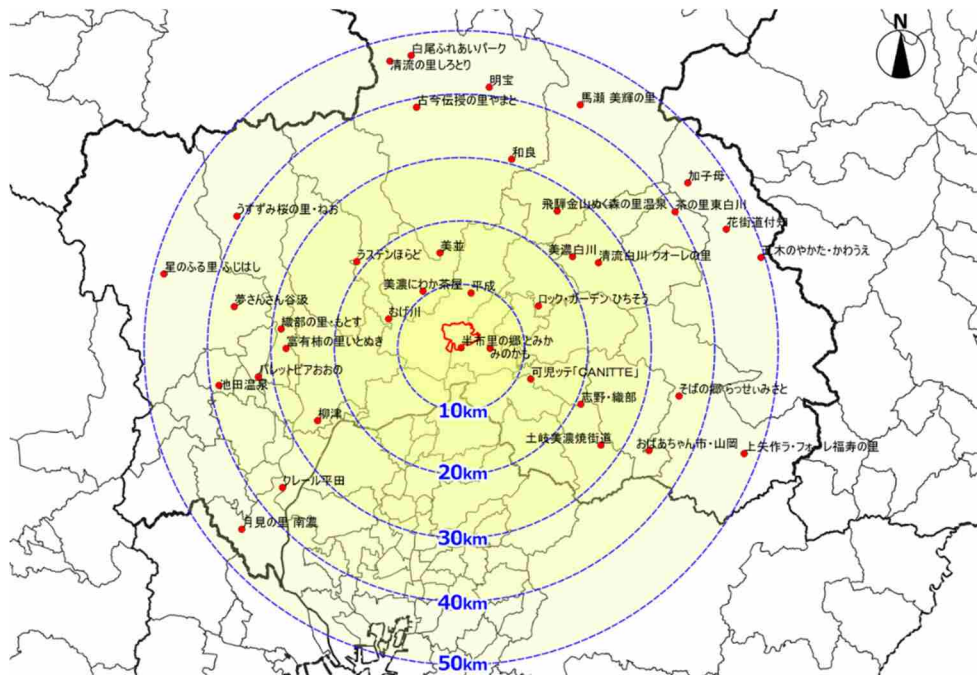 N
白尾ふれあいパーク
清流の里しろとり
明宝
古今伝授の里やまと
馬瀬 美輝の里
和良
加子母
飛騨金山ぬく森の里温泉
茶の里東白川
うすずみ桜の里・ねお
花街道付知
美並
美濃白川
ラステンほらど
清流白川 クオーレの里
木のやかた・かわうえ
星のふる里 ふじはし
美濃にわか茶屋
平成
夢さんさん谷汲
ロック・ガーデン ひちそう
おけ川
織部の里・もとす
富有柿の里いとぬき
半布里の郷 とみか
みのかも
パレットピアおおの
池田温泉
可児ッテ「CANITTE」
そばの郷 らっせぃみさと
志野・織部
10km
柳津
土岐美濃焼街道
おばあちゃん市・山岡
上矢作ラ・フォーレ福寿の里
20km
クレール平田
月見の里 南濃
30km
40km
50km